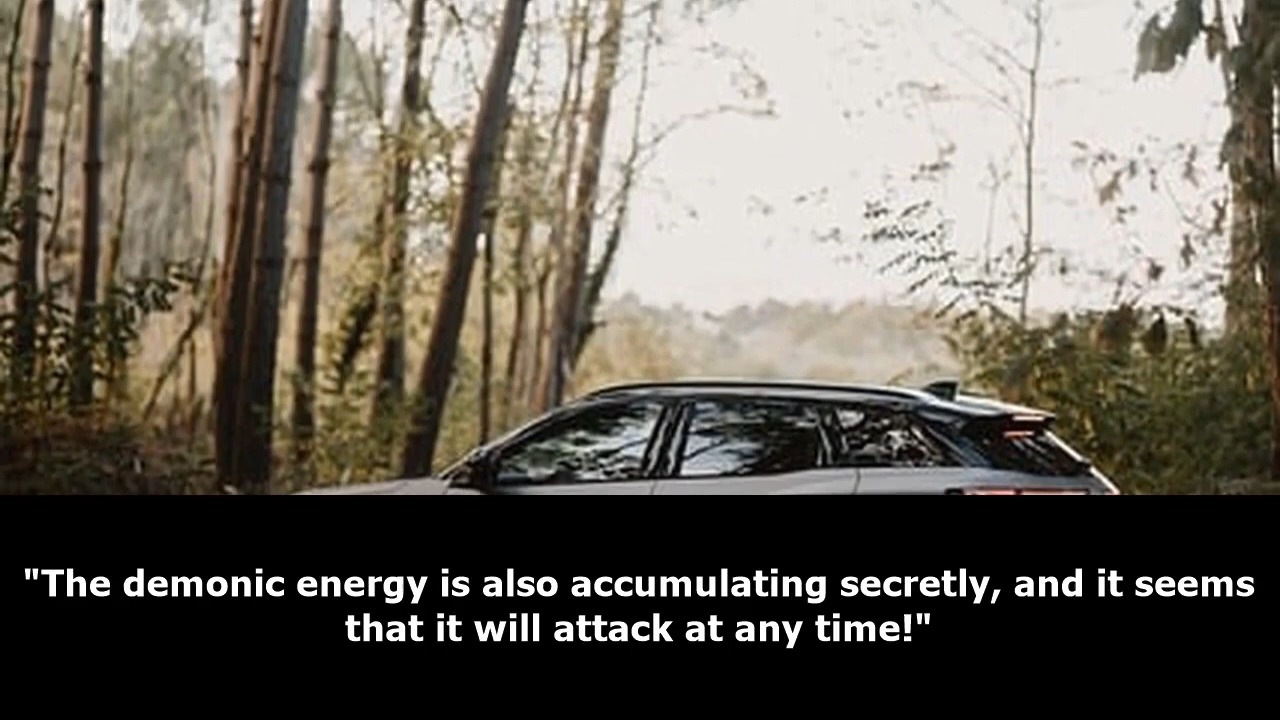 "The demonic energy is also accumulating secretly, and it seems
that it will attack at any time!"